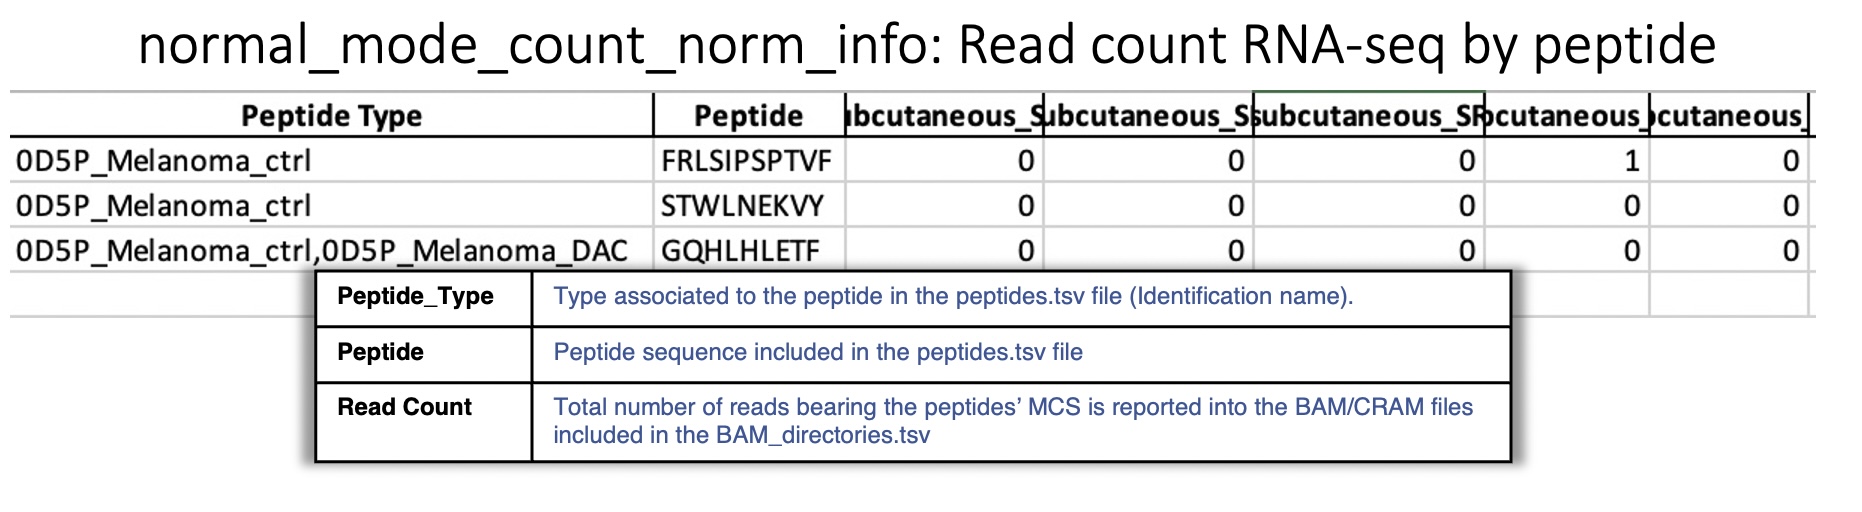 normal_mode_count_norm_info: Read count RNA-seq by peptide
Peptide Type Peptide ubcutaneous_S ubcutaneous_S subcutaneous_SR ocutaneous_ ocutaneous_
0D5P_Melanoma_ctrl FRLSIPSPTVF 0 0 0 1 0
0D5P_Melanoma_ctrl STWLNEKVY 0 0 0 0 0
0D5P_Melanoma_ctrl,0D5P_Melanoma_DAC GQHLHLETF 0 0 0 0 0
Peptide_Type Type associated to the peptide in the peptides.tsv file (Identification name).
Peptide Peptide sequence included in the peptides.tsv file
Read Count Total number of reads bearing the peptides’ MCS is reported into the BAM/CRAM files
included in the BAM_directories.tsv